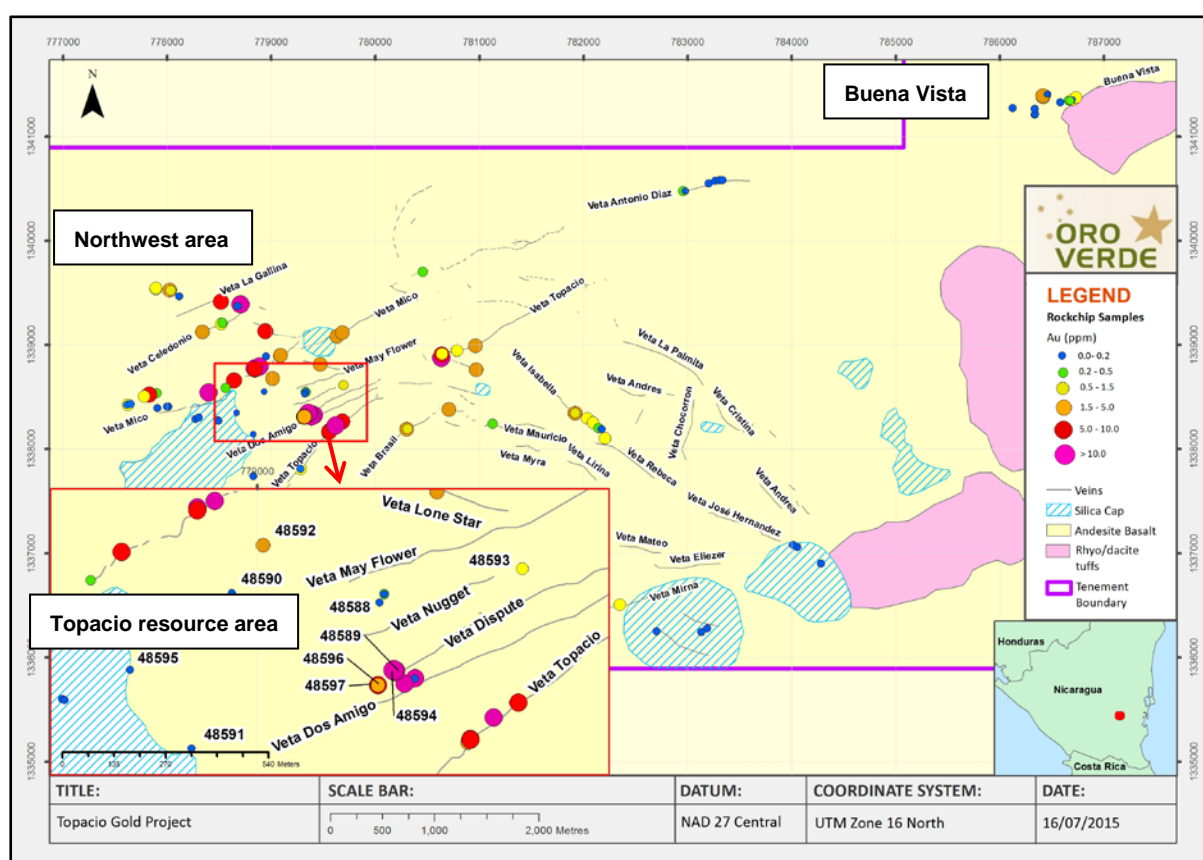 777000 778000 779000 780000 781000 782000 783000 784000 785000 786000 787000
N
Buena Vista
Buena Vista
1341000
1341000
Veta Antonio Diaz
Northwest area
1340000
1340000
ORO
VERDE
Veta La Gallina
Veta Mico
Veta Topacio
LEGEND
Rockchip Samples
Au (ppm)
0.0- 0.2
0.2 - 0.5
0.5 - 1.5
1.5 - 5.0
5.0 - 10.0
> 10.0
Veins
Silica Cap
Andesite Basalt
Rhyo/dacite
tuffs
Tenement
Boundary
1339000
1339000
Veta Celedonio
Veta May Flower
Veta La Palmita
Veta Isabella
Veta Andres
Veta Chocorron
Veta Cristina
Veta Mico
Veta Dos Amigo
Veta Topacio
Veta Brasil
Veta Mauricio
Veta Myra
Veta Lirina
Veta Rebeca
Veta Andrea
1338000
1338000
779000
Veta José Hernandez
Veta Mateo
Veta Eliezer
Veta Mirna
1337000
1337000
Veta Lone Star
48592
Veta May Flower
48593
48590
48588
Veta Nugget
Topacio resource area
Veta Dispute
48589
48596
48595
48597
48594
Veta Topacio
Veta Dos Amigo
48591
0 135 270 540 Meters
1336000
1336000
1335000
1335000
Honduras
Nicaragua
Costa Rica
TITLE: SCALE BAR: DATUM: COORDINATE SYSTEM: DATE:
Topacio Gold Project 0 500 1,000 2,000 Metres NAD 27 Central UTM Zone 16 North 16/07/2015